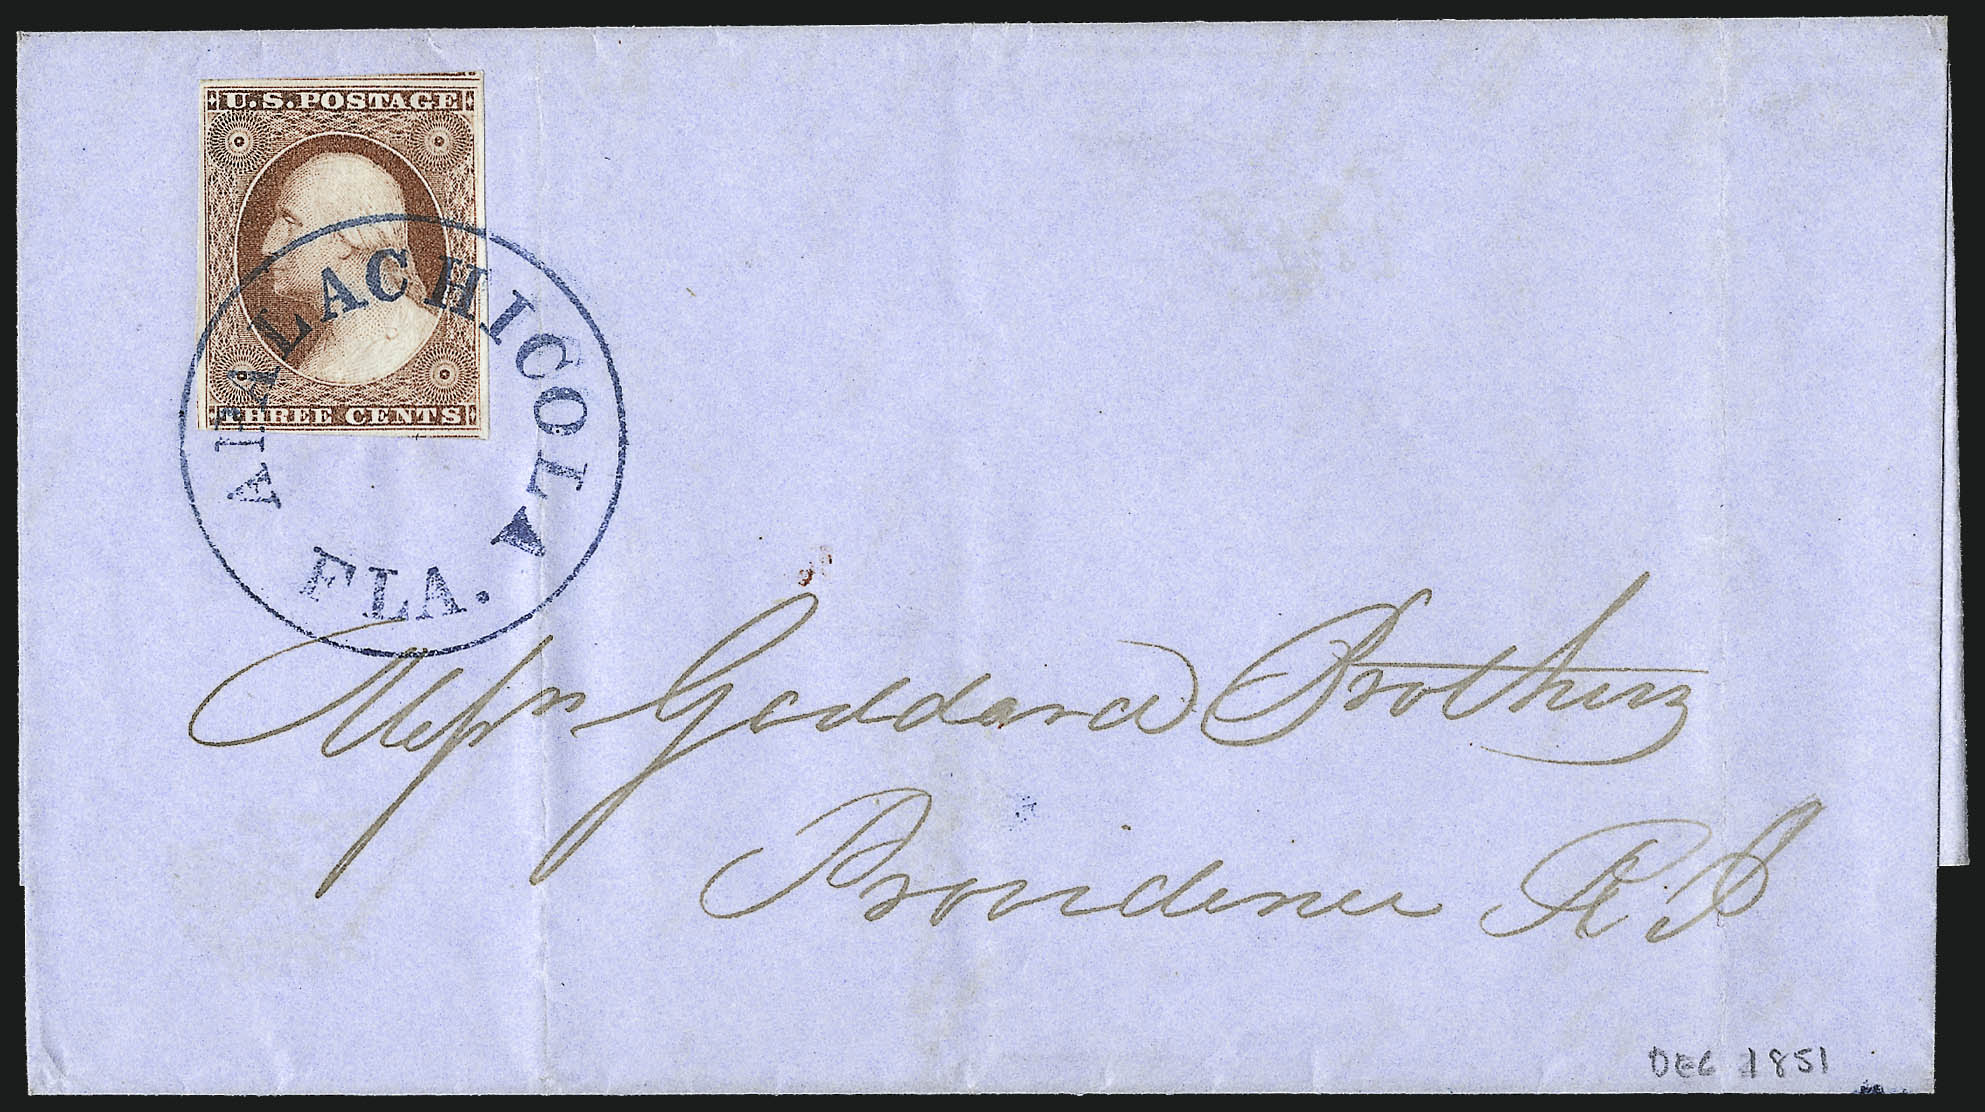 U.S. POSTAGE
THREE CENTS
APALACHICOLA
FLA.
Messrs Goddard Brothers
Providence R.I
DEC 1851